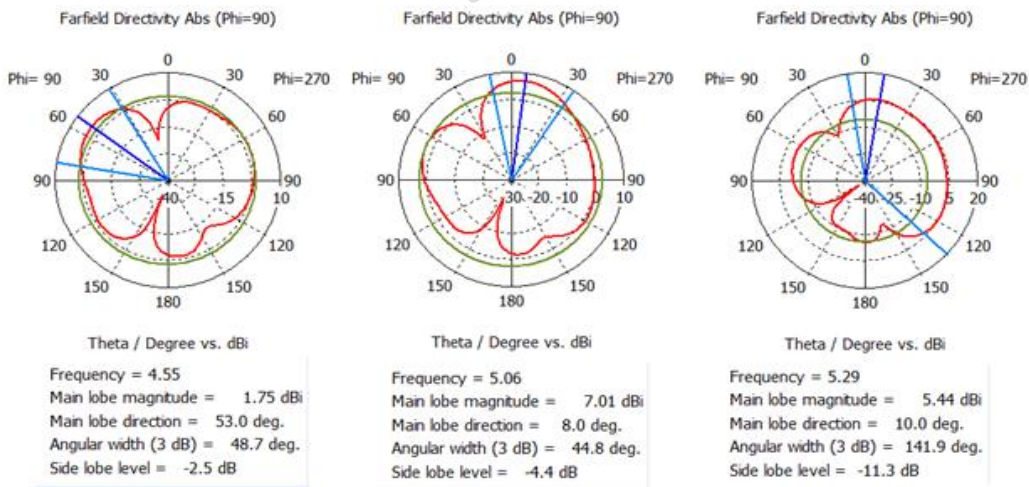 Farfield Directivity Abs (Phi=90)
0
Phi= 90 30 30 Phi=270
60 60
90 -40 -15 10 90
120 120
150 150
180
Theta / Degree vs. dBi
Frequency = 4.55
Main lobe magnitude = 1.75 dBi
Main lobe direction = 53.0 deg.
Angular width (3 dB) = 48.7 deg.
Side lobe level = -2.5 dB
Farfield Directivity Abs (Phi=90)
0
Phi= 90 30 30 Phi=270
60 60
90 -30 -20 -10 0 10 90
120 120
150 150
180
Theta / Degree vs. dBi
Frequency = 5.06
Main lobe magnitude = 7.01 dBi
Main lobe direction = 8.0 deg.
Angular width (3 dB) = 44.8 deg.
Side lobe level = -4.4 dB
Farfield Directivity Abs (Phi=90)
0
Phi= 90 30 30 Phi=270
60 60
90 -40 -25 -10 5 20 90
120 120
150 150
180
Theta / Degree vs. dBi
Frequency = 5.29
Main lobe magnitude = 5.44 dBi
Main lobe direction = 10.0 deg.
Angular width (3 dB) = 141.9 deg.
Side lobe level = -11.3 dB